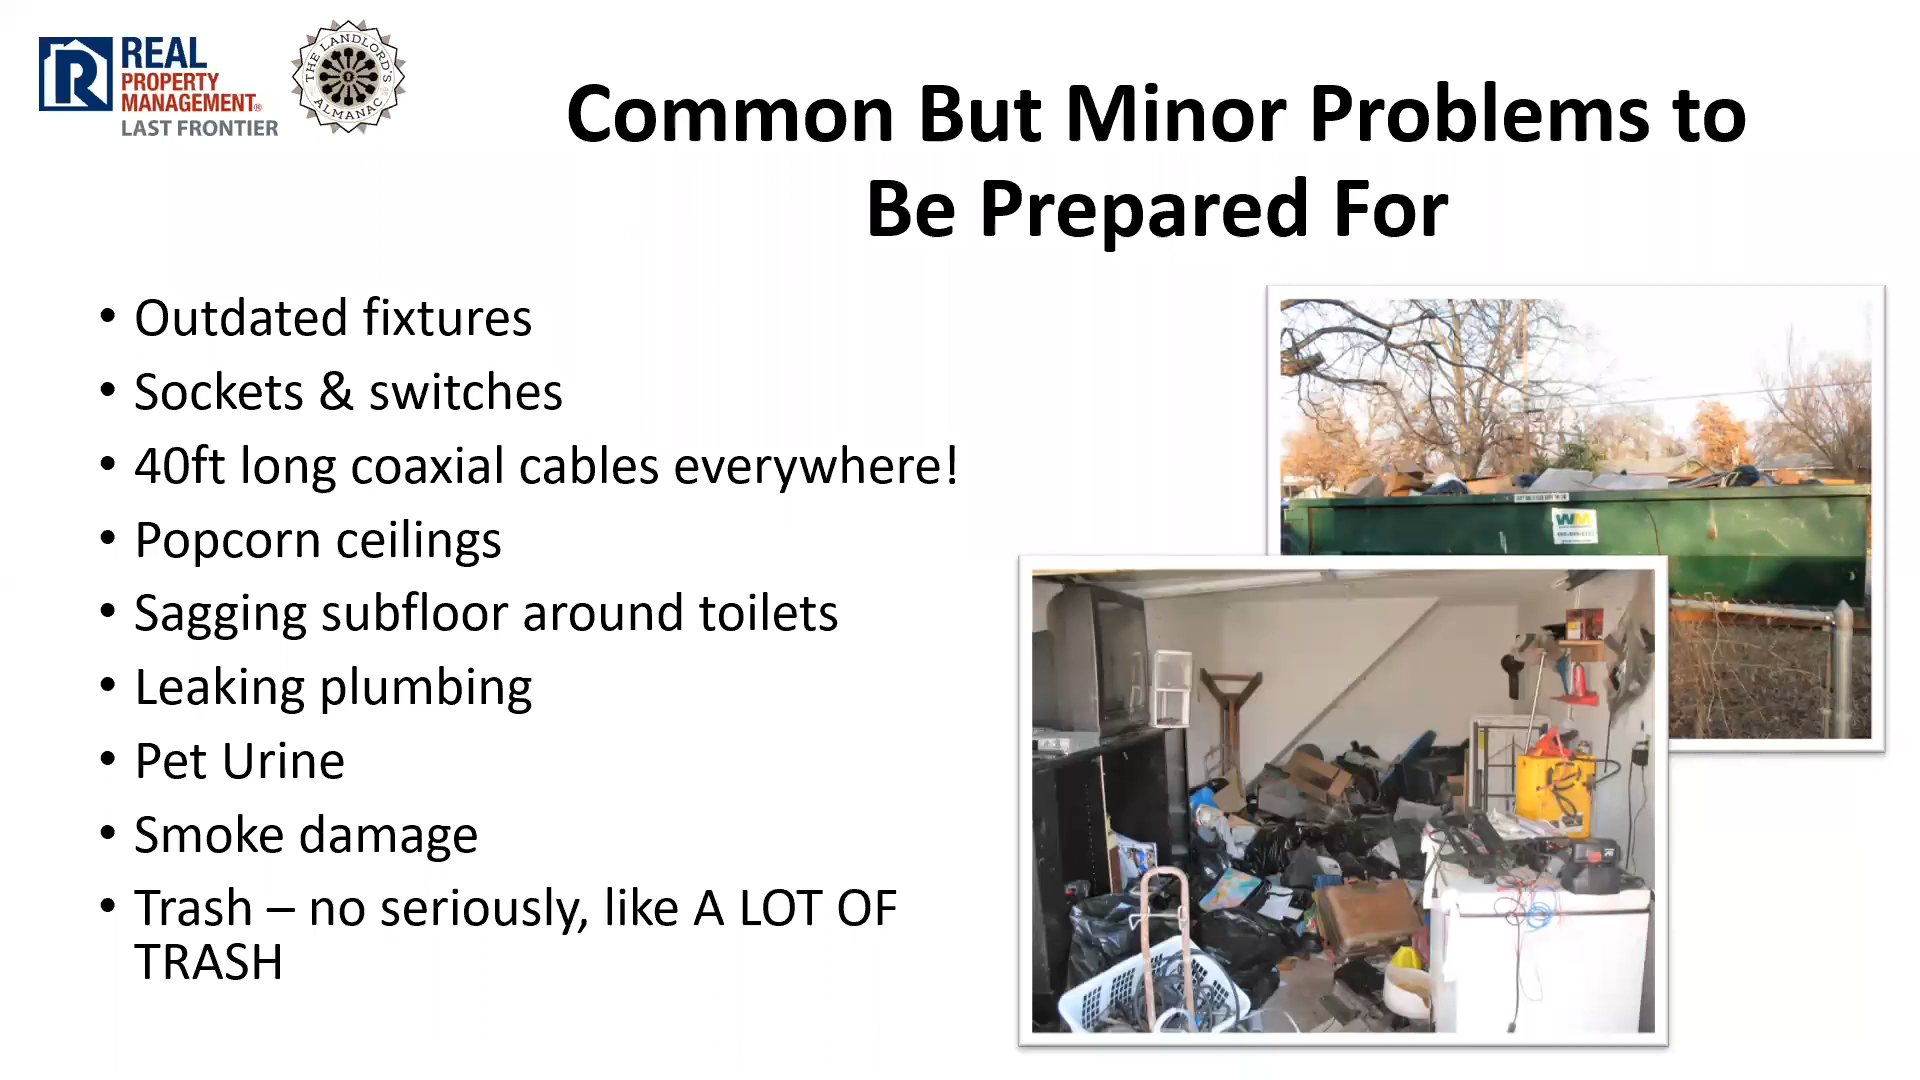 REAL
PROPERTY
MANAGEMENT®
LAST FRONTIER
THE LANDLORD'S
ALMANAC
Common But Minor Problems to
Be Prepared For
• Outdated fixtures
• Sockets & switches
• 40ft long coaxial cables everywhere!
• Popcorn ceilings
• Sagging subfloor around toilets
• Leaking plumbing
• Pet Urine
• Smoke damage
• Trash – no seriously, like A LOT OF
TRASH
WM